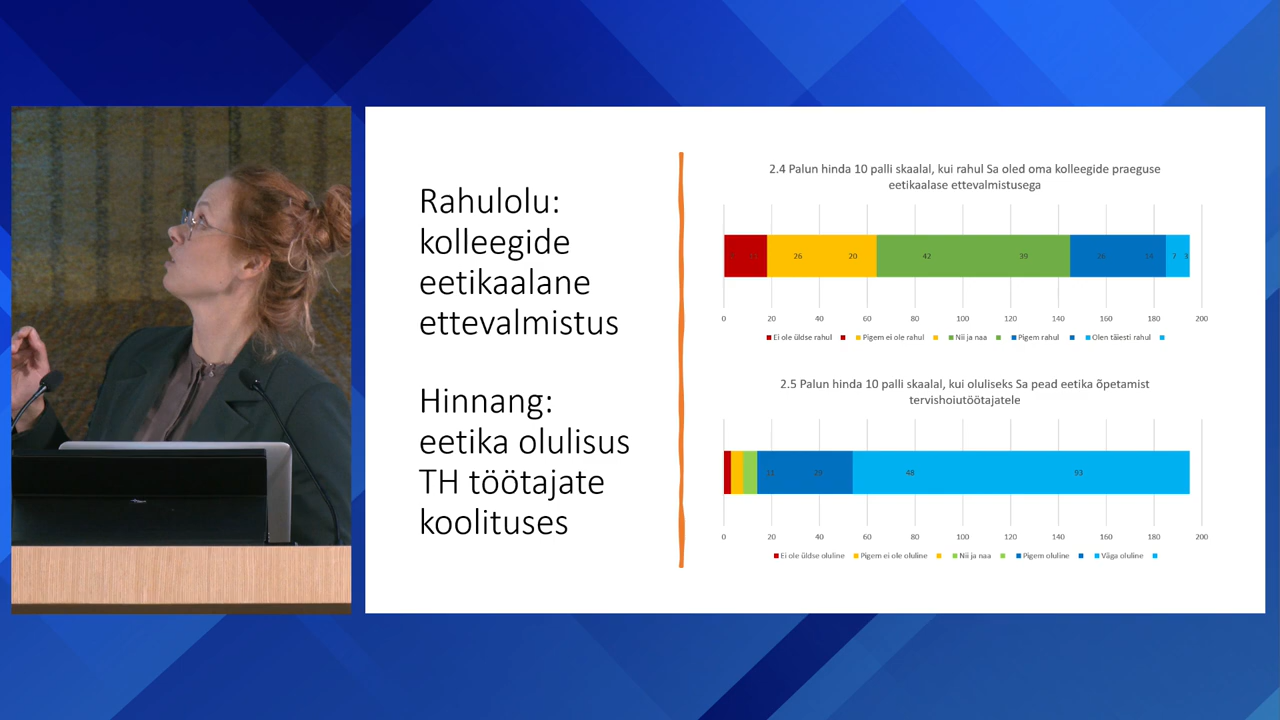 Rahulolu:
kolleegide
eetikaalane
ettevalmistus
Hinnang:
eetika olulisus
TH töötajate
koolituses
2.4 Palun hinda 10 palli skaalal, kui rahul Sa oled oma kolleegide praeguse
eetikaalase ettevalmistusega
26 20 42 39 26 14 7 3
0 20 40 60 80 100 120 140 160 180 200
Ei ole üldse rahul Pigem ei ole rahul Nii ja naa Pigem rahul Olen täiesti rahul
2.5 Palun hinda 10 palli skaalal, kui oluliseks Sa pead eetika õpetamist
tervishoiutöötajatele
11 29 48 93
0 20 40 60 80 100 120 140 160 180 200
Ei ole üldse oluline Pigem ei ole oluline Nii ja naa Pigem oluline Väga oluline